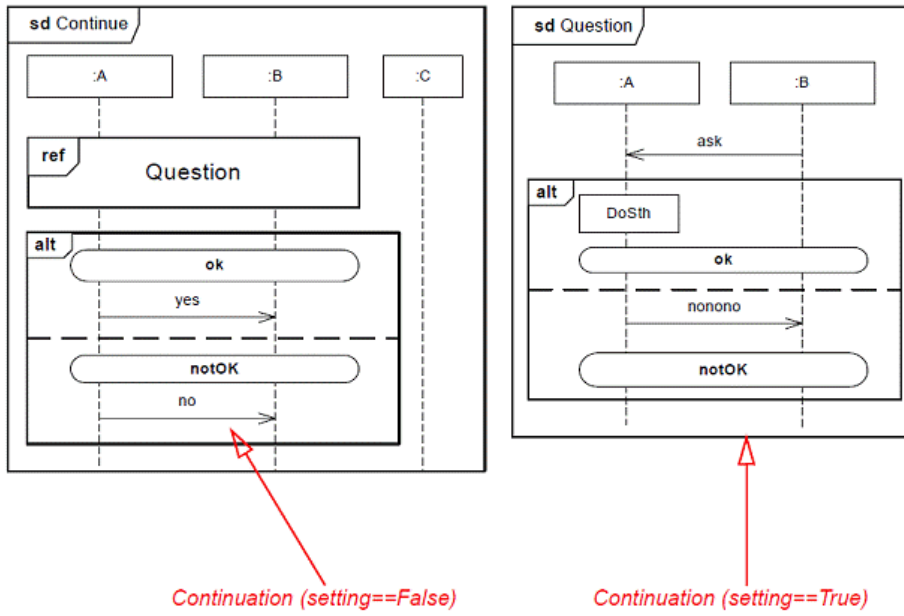 sd Continue
:A
:B
:C
ref
Question
alt
ok
yes
notOK
no
sd Question
:A
:B
ask
alt
DoSth
ok
nonono
notOK
Continuation (setting==False)
Continuation (setting==True)